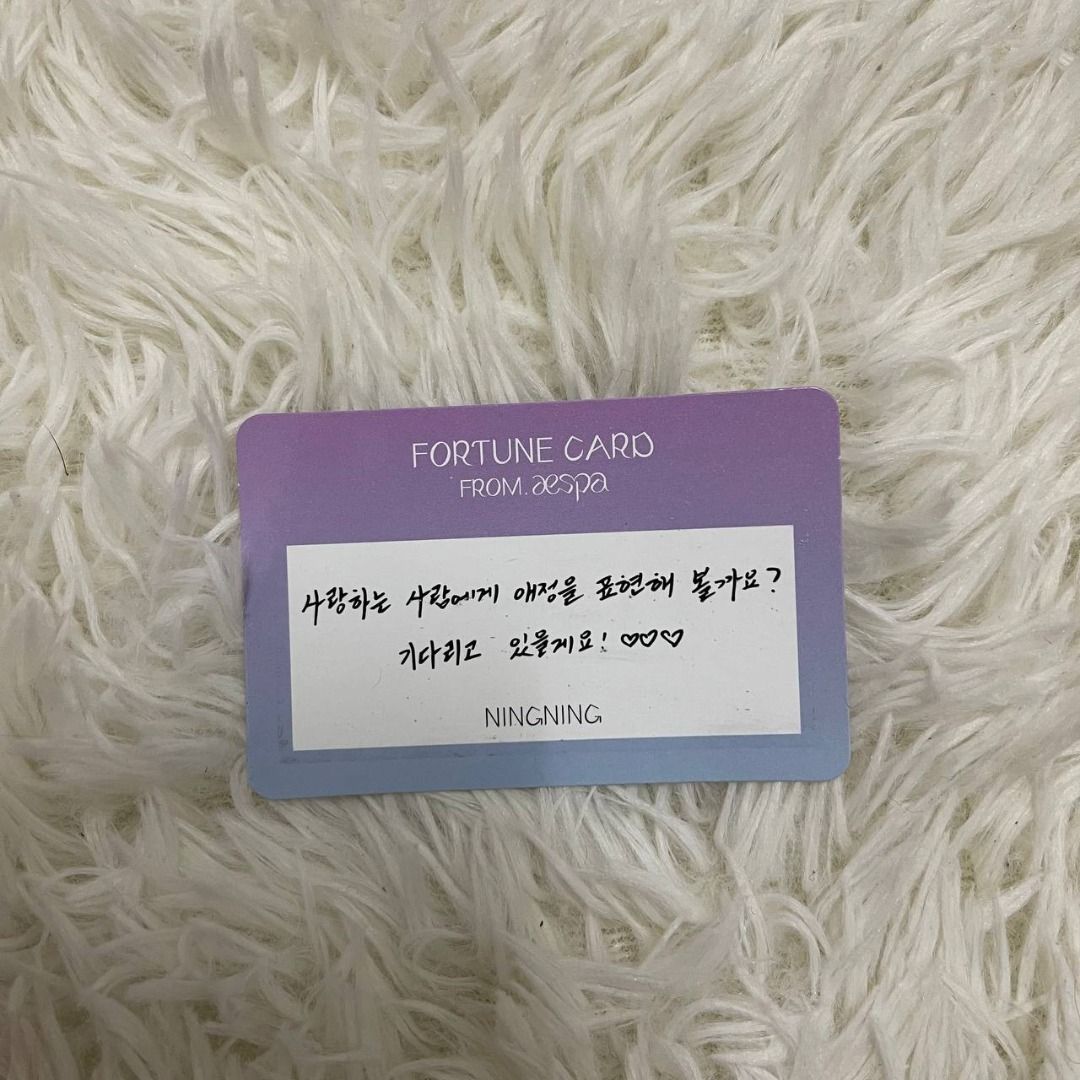 FORTUNE CARD
FROM. aespa
사랑하는 사람에게 애정을 표현해 볼가요?
기다리고 있을게요! ♡♡♡
NINGNING